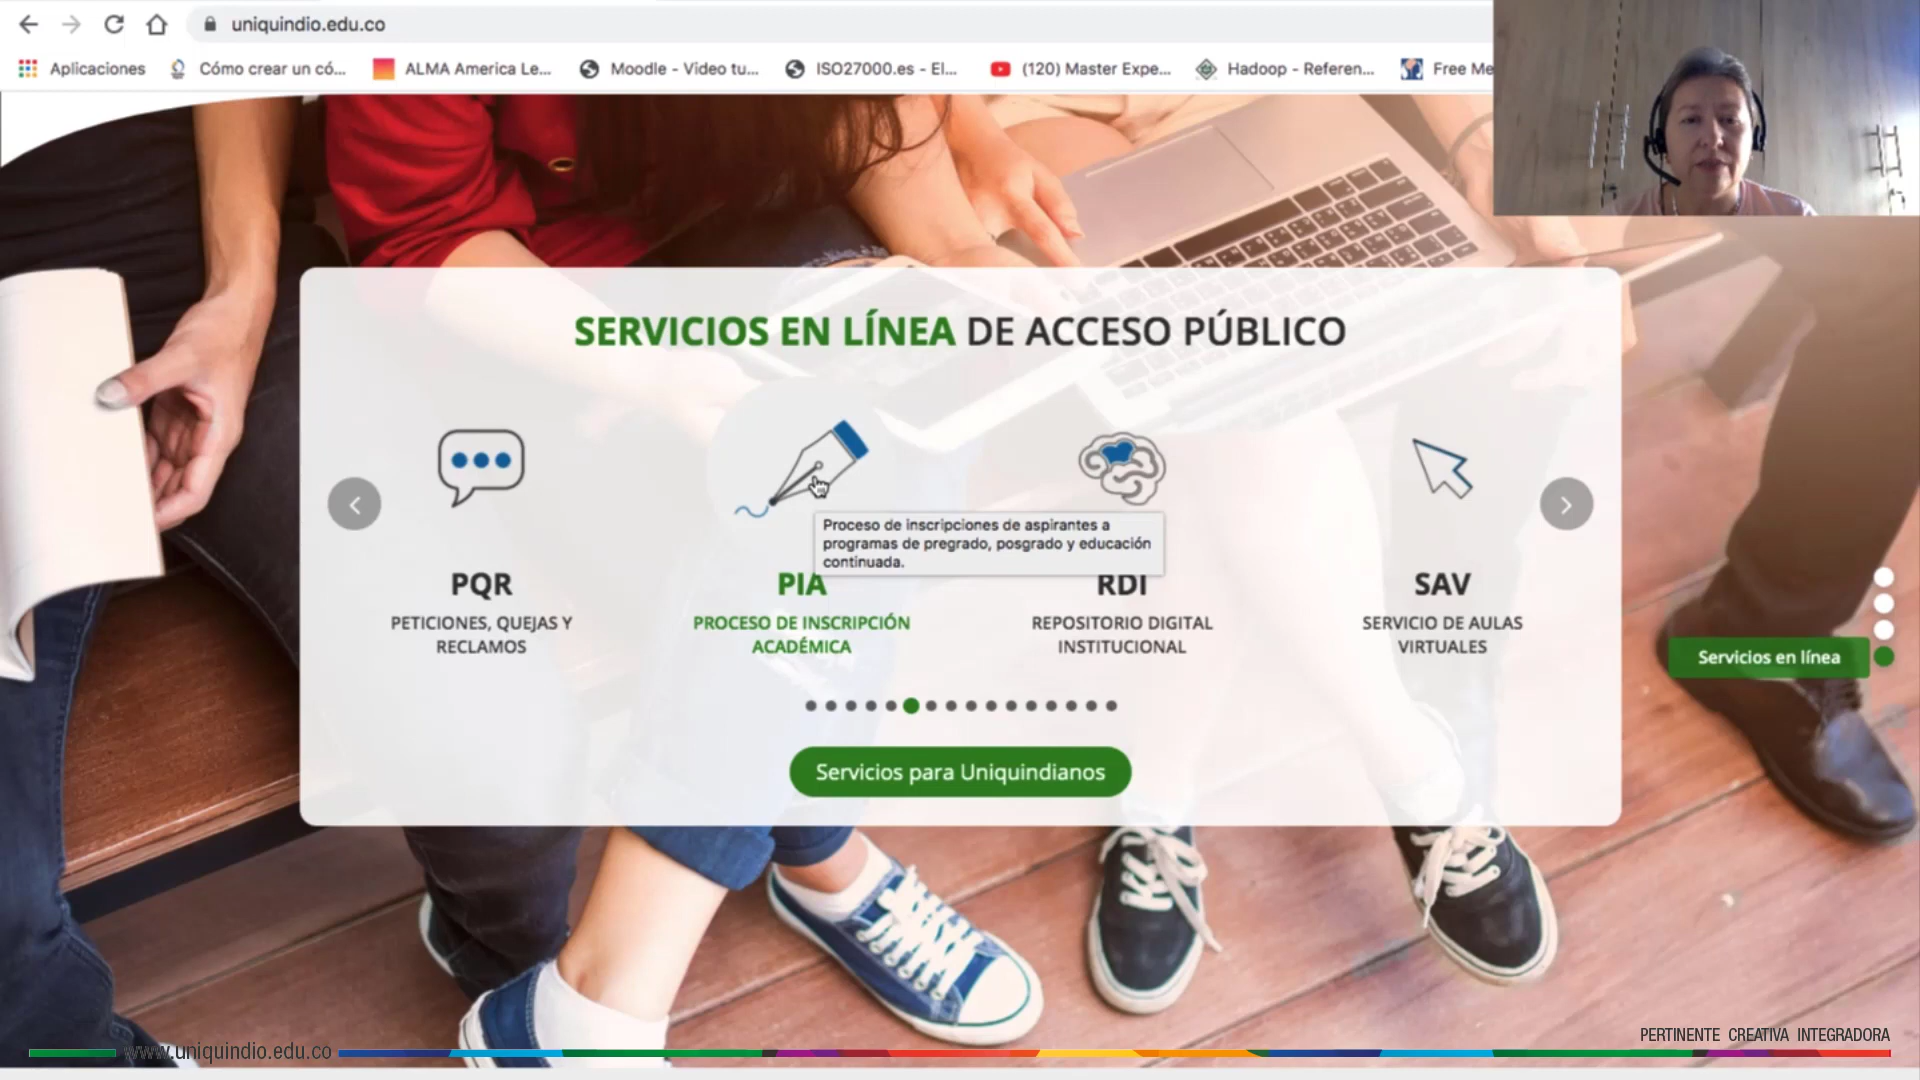 uniquindio.edu.co
Aplicaciones
Cómo crear un có...
ALMA America Le...
Moodle - Video tu...
ISO27000.es - El...
(120) Master Expe...
Hadoop - Referen...
Free Me
SERVICIOS EN LÍNEA DE ACCESO PÚBLICO
Proceso de inscripciones de aspirantes a
programas de pregrado, posgrado y educación
continuada.
PQR
PETICIONES, QUEJAS Y
RECLAMOS
PIA
PROCESO DE INSCRIPCIÓN
ACADÉMICA
RDI
REPOSITORIO DIGITAL
INSTITUCIONAL
SAV
SERVICIO DE AULAS
VIRTUALES
Servicios en línea
Servicios para Uniquindianos
PERTINENTE CREATIVA INTEGRADORA
www.uniquindio.edu.co